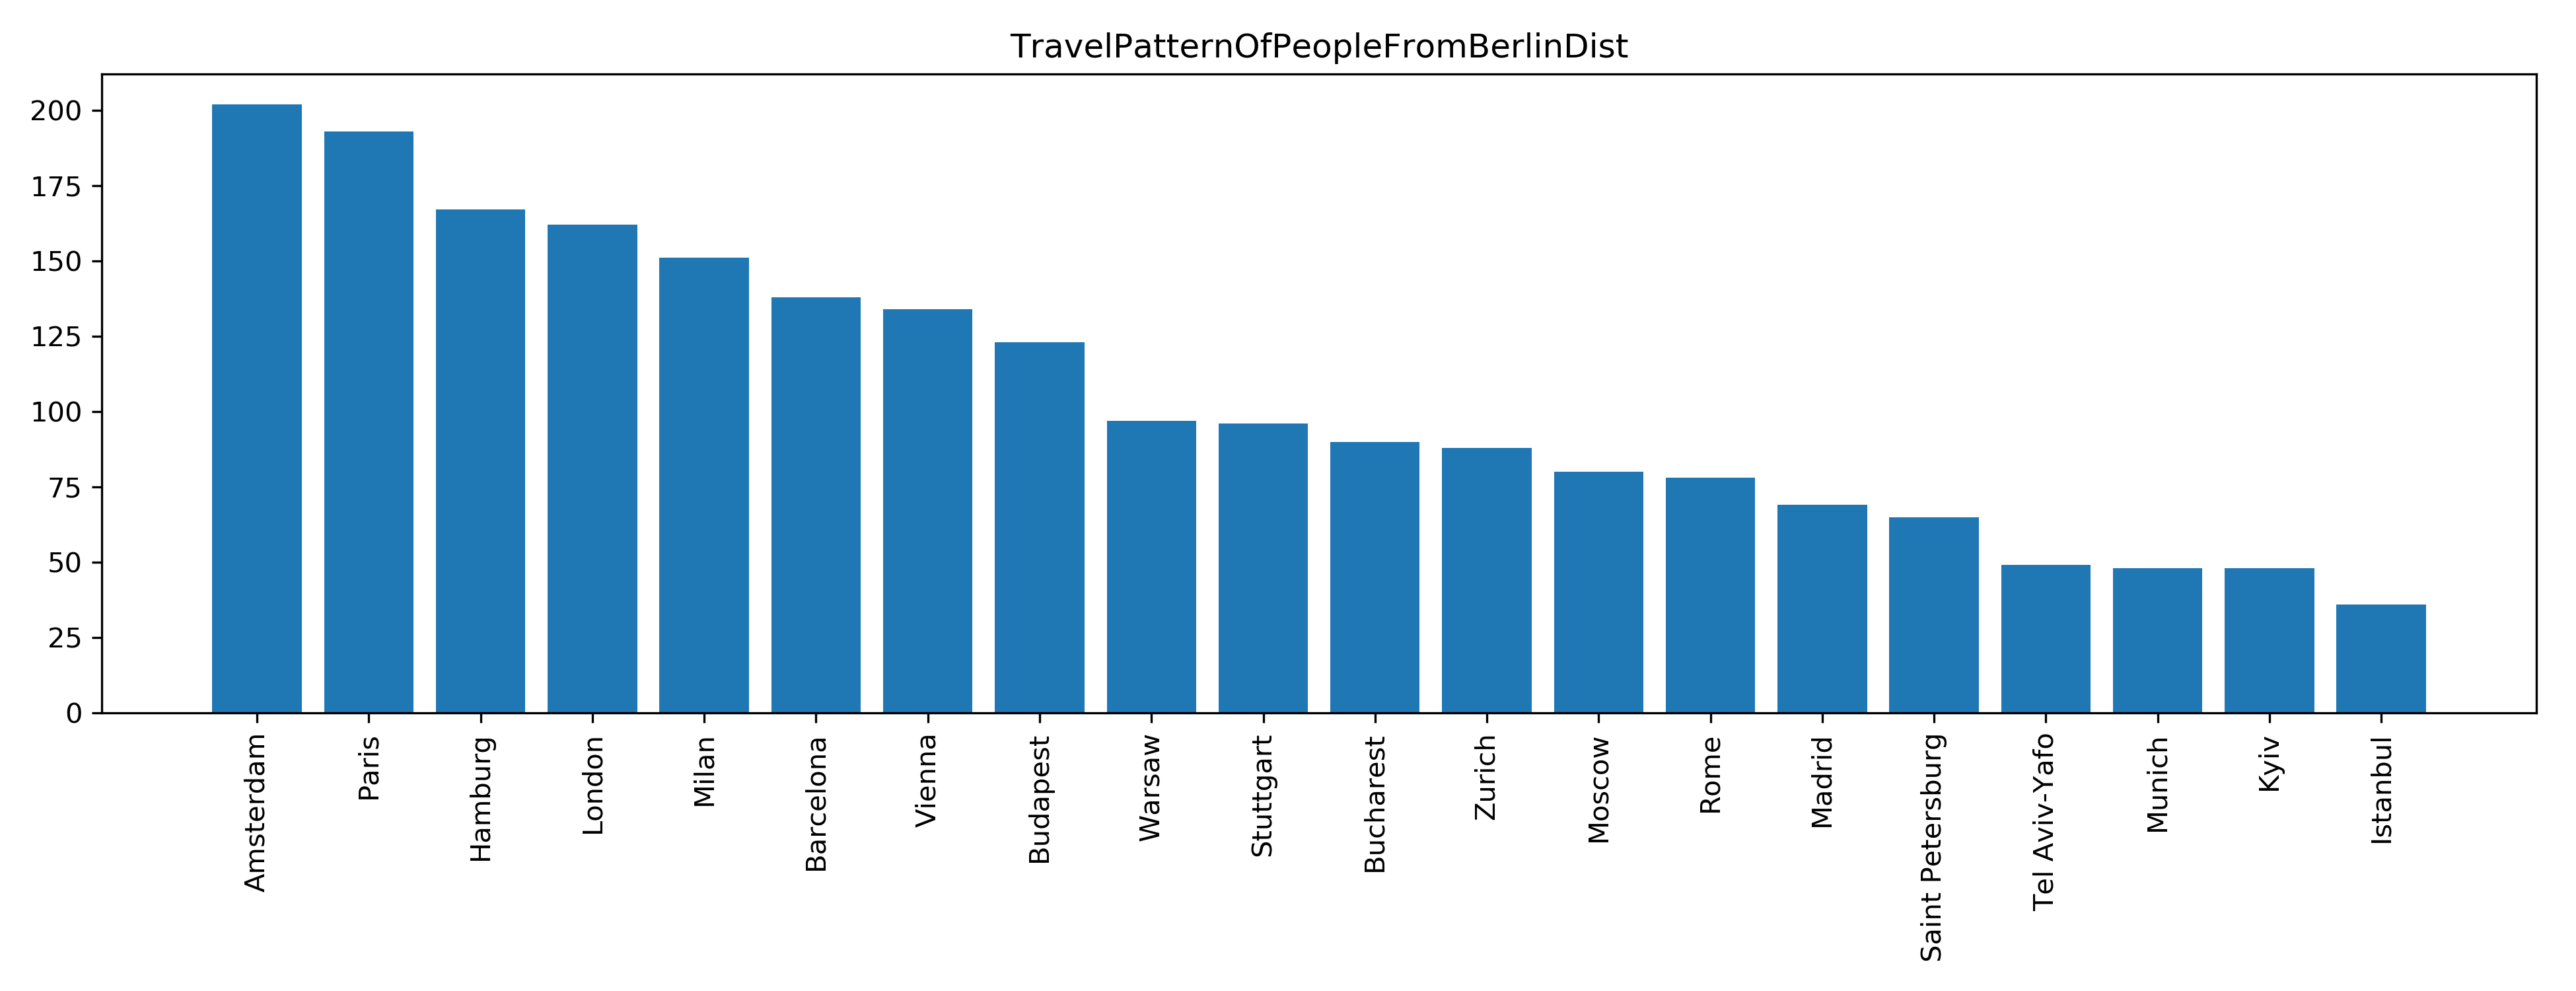 TravelPatternOfPeopleFromBerlinDist
200
175
150
125
100
75
50
25
0
Amsterdam
Paris
Hamburg
London
Milan
Barcelona
Vienna
Budapest
Warsaw
Stuttgart
Bucharest
Zurich
Moscow
Rome
Madrid
Saint Petersburg
Tel Aviv-Yafo
Munich
Kyiv
Istanbul